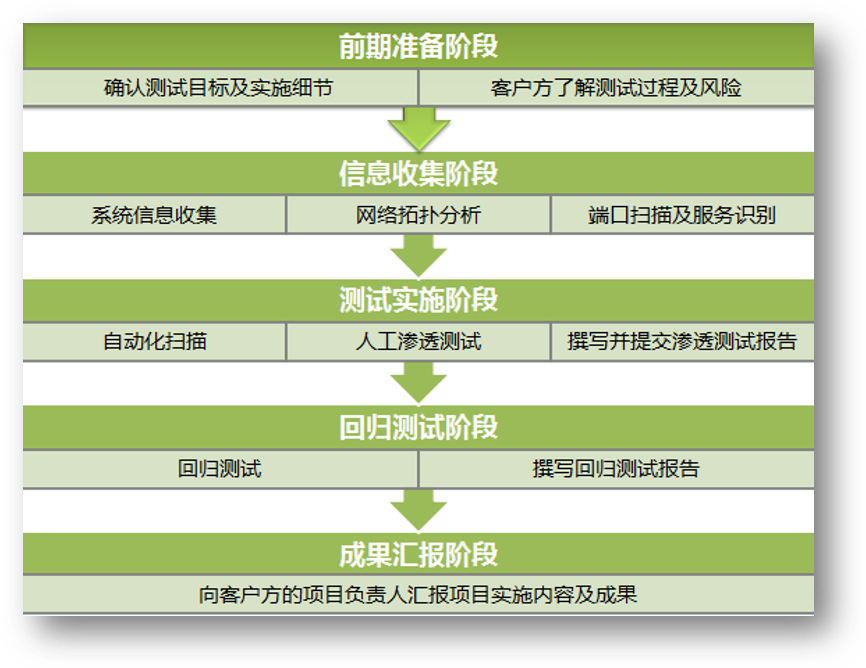 前期准备阶段
确认测试目标及实施细节
客户方了解测试过程及风险
信息收集阶段
系统信息收集
网络拓扑分析
端口扫描及服务识别
测试实施阶段
自动化扫描
人工渗透测试
撰写并提交渗透测试报告
回归测试阶段
回归测试
撰写回归测试报告
成果汇报阶段
向客户方的项目负责人汇报项目实施内容及成果